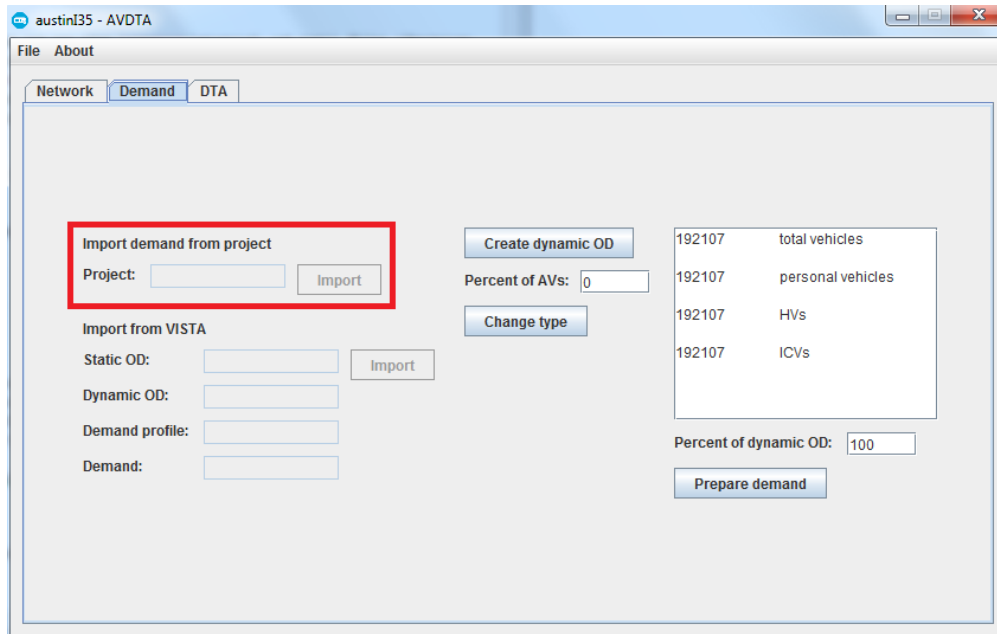 austinI35 - AVDTA
File About
Network Demand DTA
Import demand from project
Project: Import
Import from VISTA
Static OD: Import
Dynamic OD:
Demand profile:
Demand:
Create dynamic OD
Percent of AVs: 0
Change type
192107 total vehicles
192107 personal vehicles
192107 HVs
192107 ICVs
Percent of dynamic OD: 100
Prepare demand